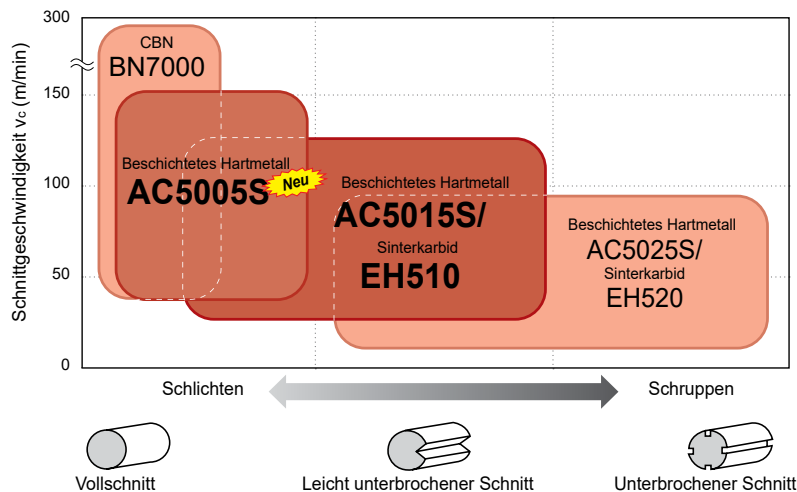 Schnittgeschwindigkeit vc (m/min)
300
150
100
50
0
CBN
BN7000
Beschichtetes Hartmetall
AC5005S
Neu
Beschichtetes Hartmetall
AC5015S/
Sinterkarbid
EH510
Beschichtetes Hartmetall
AC5025S/
Sinterkarbid
EH520
Schlichten
Schruppen
Vollschnitt
Leicht unterbrochener Schnitt
Unterbrochener Schnitt